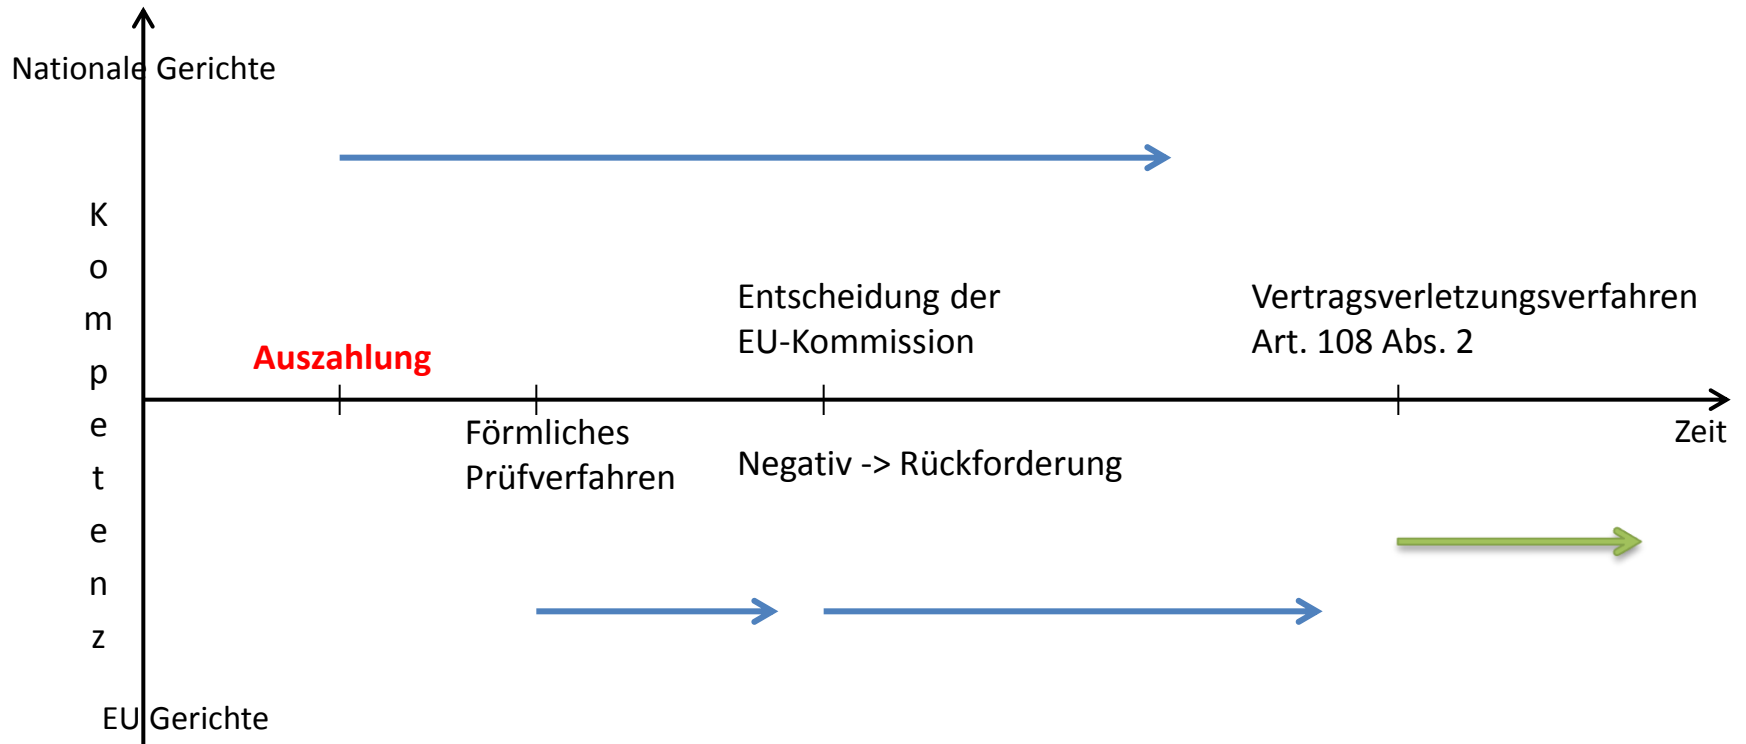 Nationale Gerichte
Kompetenz
Entscheidung der
EU-Kommission
Vertragsverletzungsverfahren
Art. 108 Abs. 2
Auszahlung
Förmliches
Prüfverfahren
Negativ -> Rückforderung
Zeit
EU Gerichte